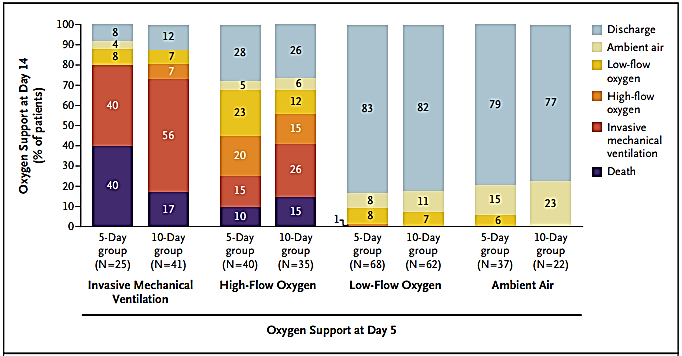 Oxygen Support at Day 14
(% of patients)
100
90
80
70
60
50
40
30
20
10
0
8
4
8
40
40
12
7
7
56
17
28
5
23
20
15
10
26
6
12
15
26
15
83
8
8
1
82
11
7
79
15
6
77
23
Discharge
Ambient air
Low-flow
oxygen
High-flow
oxygen
Invasive
mechanical
ventilation
Death
5-Day
group
(N=25)
10-Day
group
(N=41)
5-Day
group
(N=40)
10-Day
group
(N=35)
5-Day
group
(N=68)
10-Day
group
(N=62)
5-Day
group
(N=37)
10-Day
group
(N=22)
Invasive Mechanical
Ventilation
High-Flow Oxygen
Low-Flow Oxygen
Ambient Air
Oxygen Support at Day 5